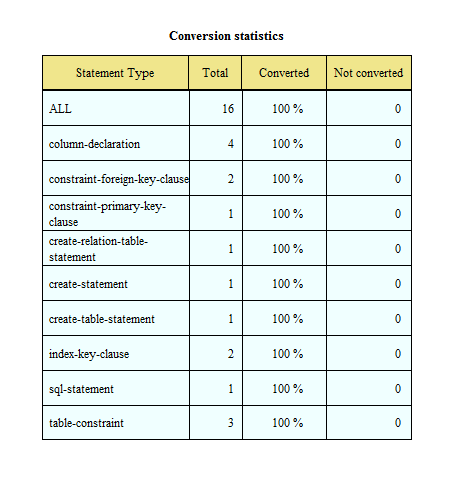 Conversion statistics
Statement Type Total Converted Not converted
ALL 16 100 % 0
column-declaration 4 100 % 0
constraint-foreign-key-clause 2 100 % 0
constraint-primary-key-
clause 1 100 % 0
create-relation-table-
statement 1 100 % 0
create-statement 1 100 % 0
create-table-statement 1 100 % 0
index-key-clause 2 100 % 0
sql-statement 1 100 % 0
table-constraint 3 100 % 0